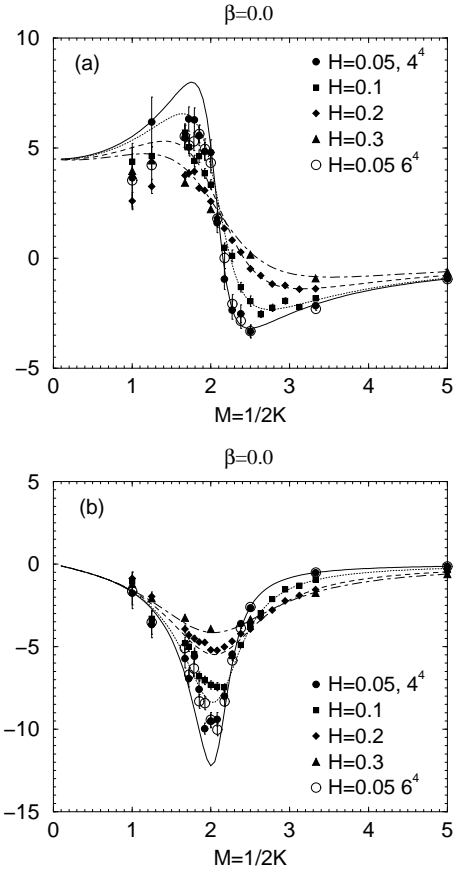 β=0.0
10
(a)
H=0.05, 4⁴
H=0.1
H=0.2
H=0.3
H=0.05 6⁴
5
0
−5
0 1 2 3 4 5
M=1/2K
β=0.0
5
(b)
0
−5
H=0.05, 4⁴
H=0.1
H=0.2
H=0.3
H=0.05 6⁴
−10
−15
0 1 2 3 4 5
M=1/2K